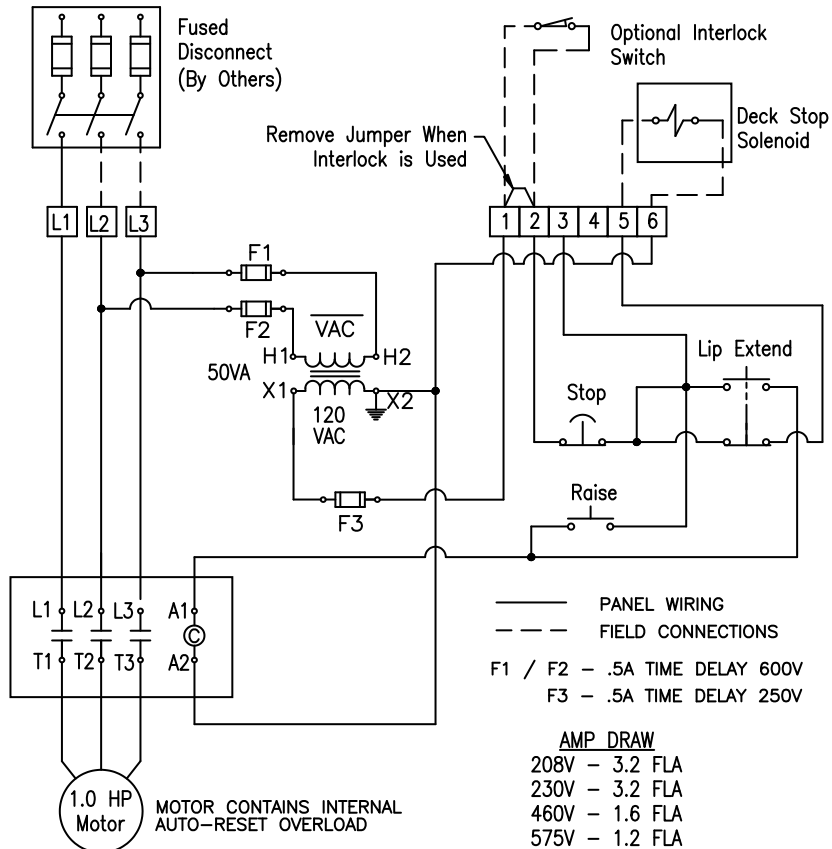 Fused
Disconnect
(By Others)
Optional Interlock
Switch
Deck Stop
Solenoid
Remove Jumper When
Interlock is Used
L1 L2 L3
1 2 3 4 5 6
F1
F2
VAC
H1 H2
50VA
X1 X2
120
VAC
F3
Lip Extend
Stop
Raise
L1 L2 L3 A1
C
T1 T2 T3 A2
PANEL WIRING
FIELD CONNECTIONS
F1 / F2 – .5A TIME DELAY 600V
F3 – .5A TIME DELAY 250V
AMP DRAW
208V – 3.2 FLA
230V – 3.2 FLA
460V – 1.6 FLA
575V – 1.2 FLA
1.0 HP
Motor
MOTOR CONTAINS INTERNAL
AUTO–RESET OVERLOAD